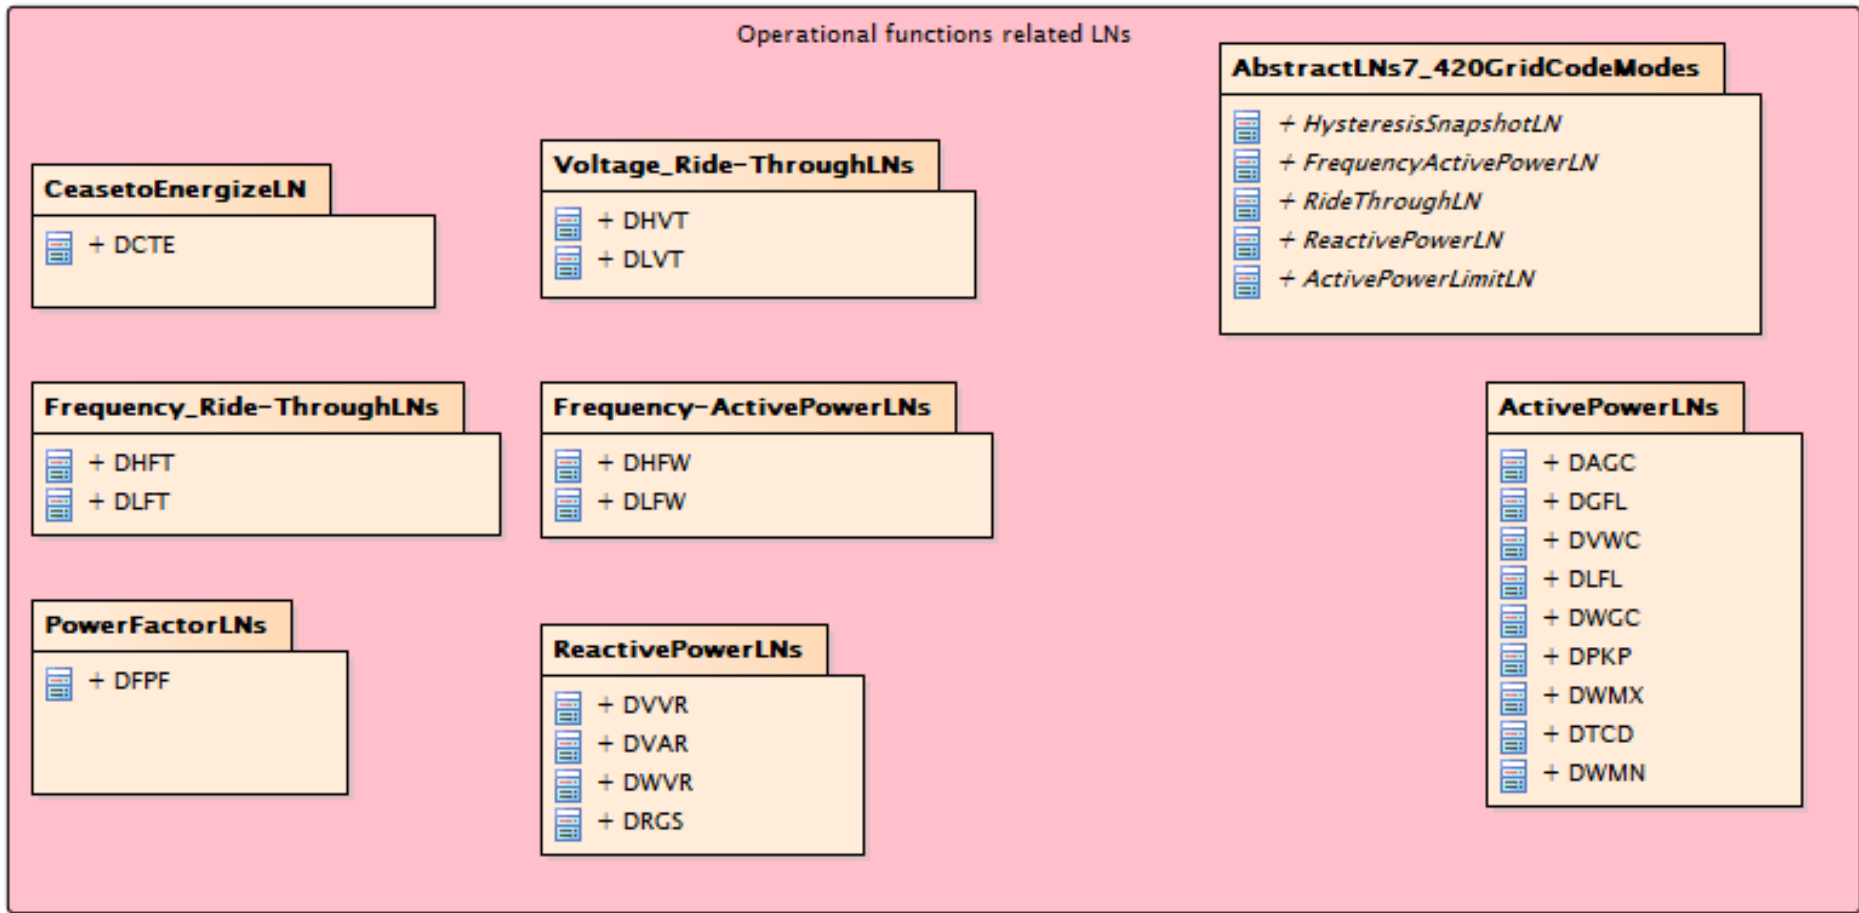 Operational functions related LNs
AbstractLNs7_420GridCodeModes
+ HysteresisSnapshotLN
+ FrequencyActivePowerLN
+ RideThroughLN
+ ReactivePowerLN
+ ActivePowerLimitLN
CeasetoEnergizeLN
+ DCTE
Voltage_Ride-ThroughLNs
+ DHVT
+ DLVT
Frequency_Ride-ThroughLNs
+ DHFT
+ DLFT
Frequency-ActivePowerLNs
+ DHFW
+ DLFW
ActivePowerLNs
+ DAGC
+ DGFL
+ DVWC
+ DLFL
+ DWGC
+ DPKP
+ DWMX
+ DTCD
+ DWMN
PowerFactorLNs
+ DFPF
ReactivePowerLNs
+ DVVR
+ DVAR
+ DWVR
+ DRGS